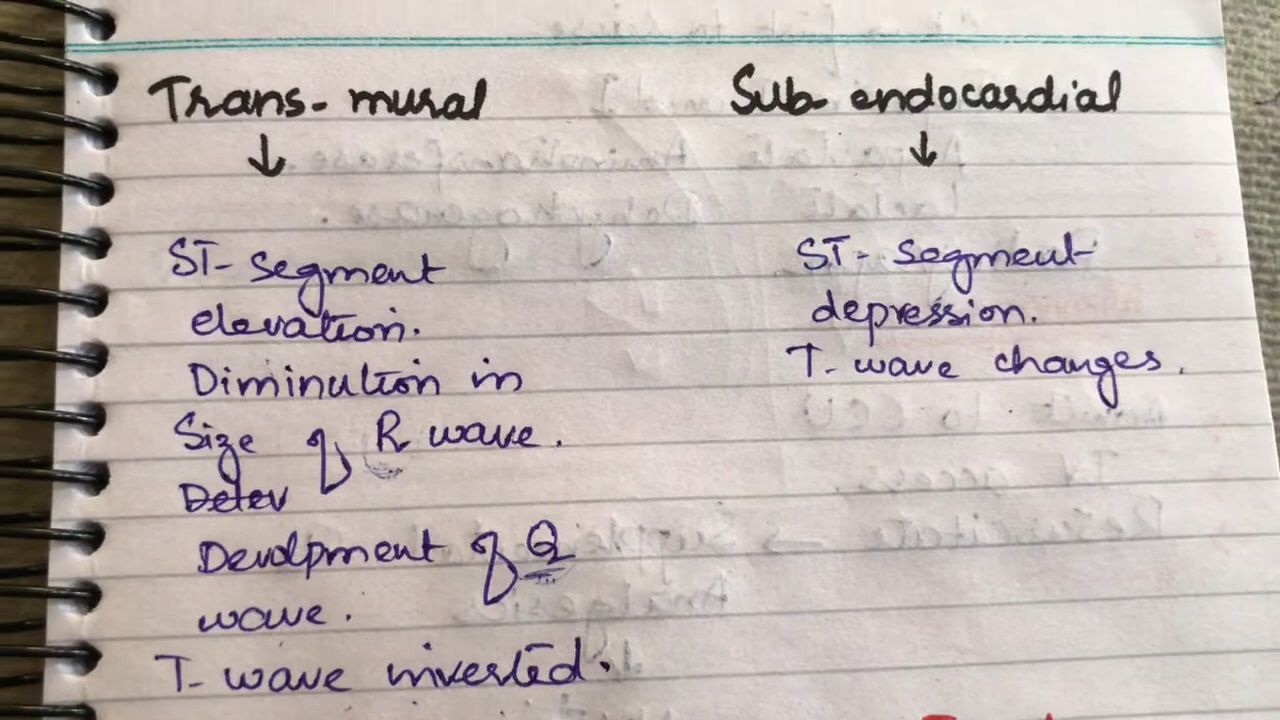 Trans- mural
↓
ST- segment
elevation.
Diminution in
Size of R wave.
Detev
Devolpment of Q
wave.
T- wave inverted.
Sub- endocardial
↓
ST- segment
depression.
T- wave changes.